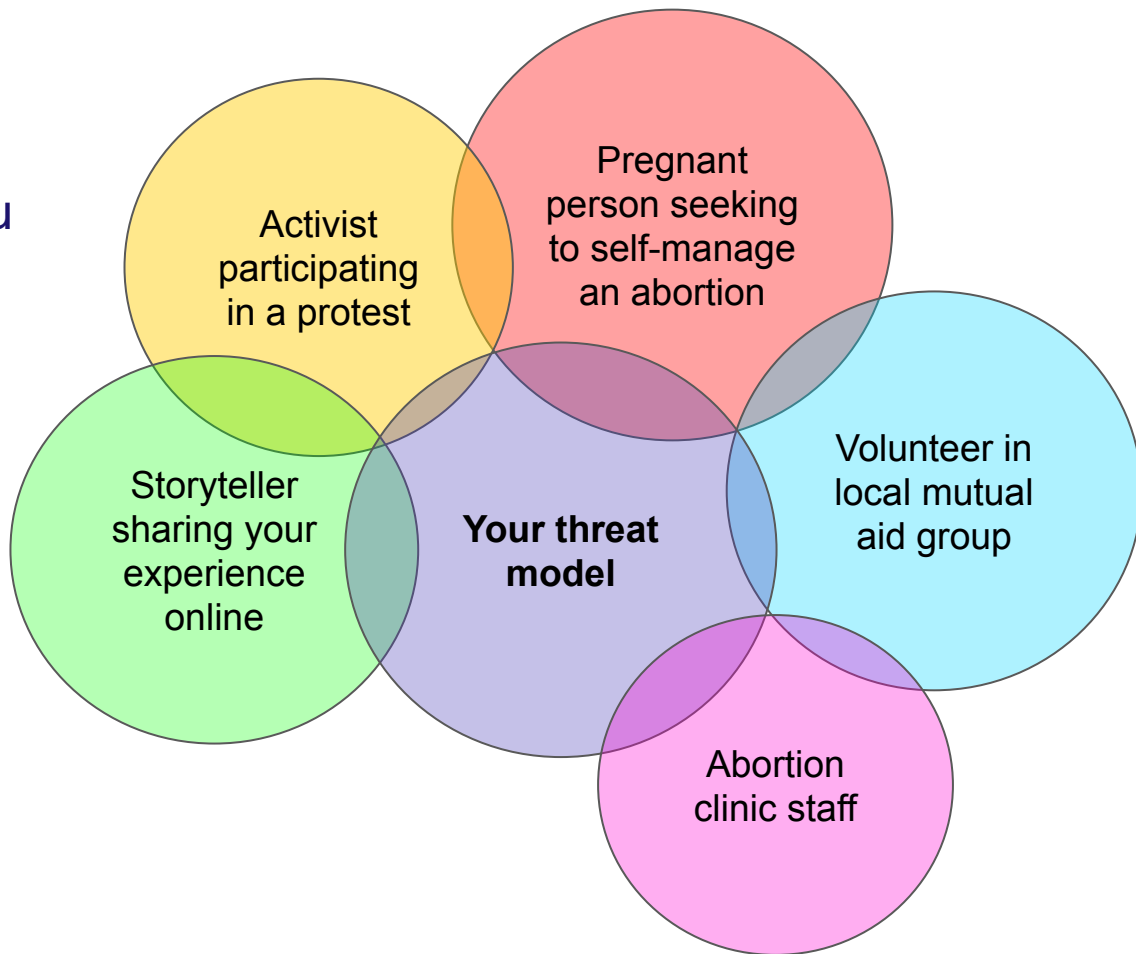 Pregnant
person seeking
to self-manage
an abortion
Activist
participating
in a protest
Storyteller
sharing your
experience
online
Your threat
model
Volunteer in
local mutual
aid group
Abortion
clinic staff